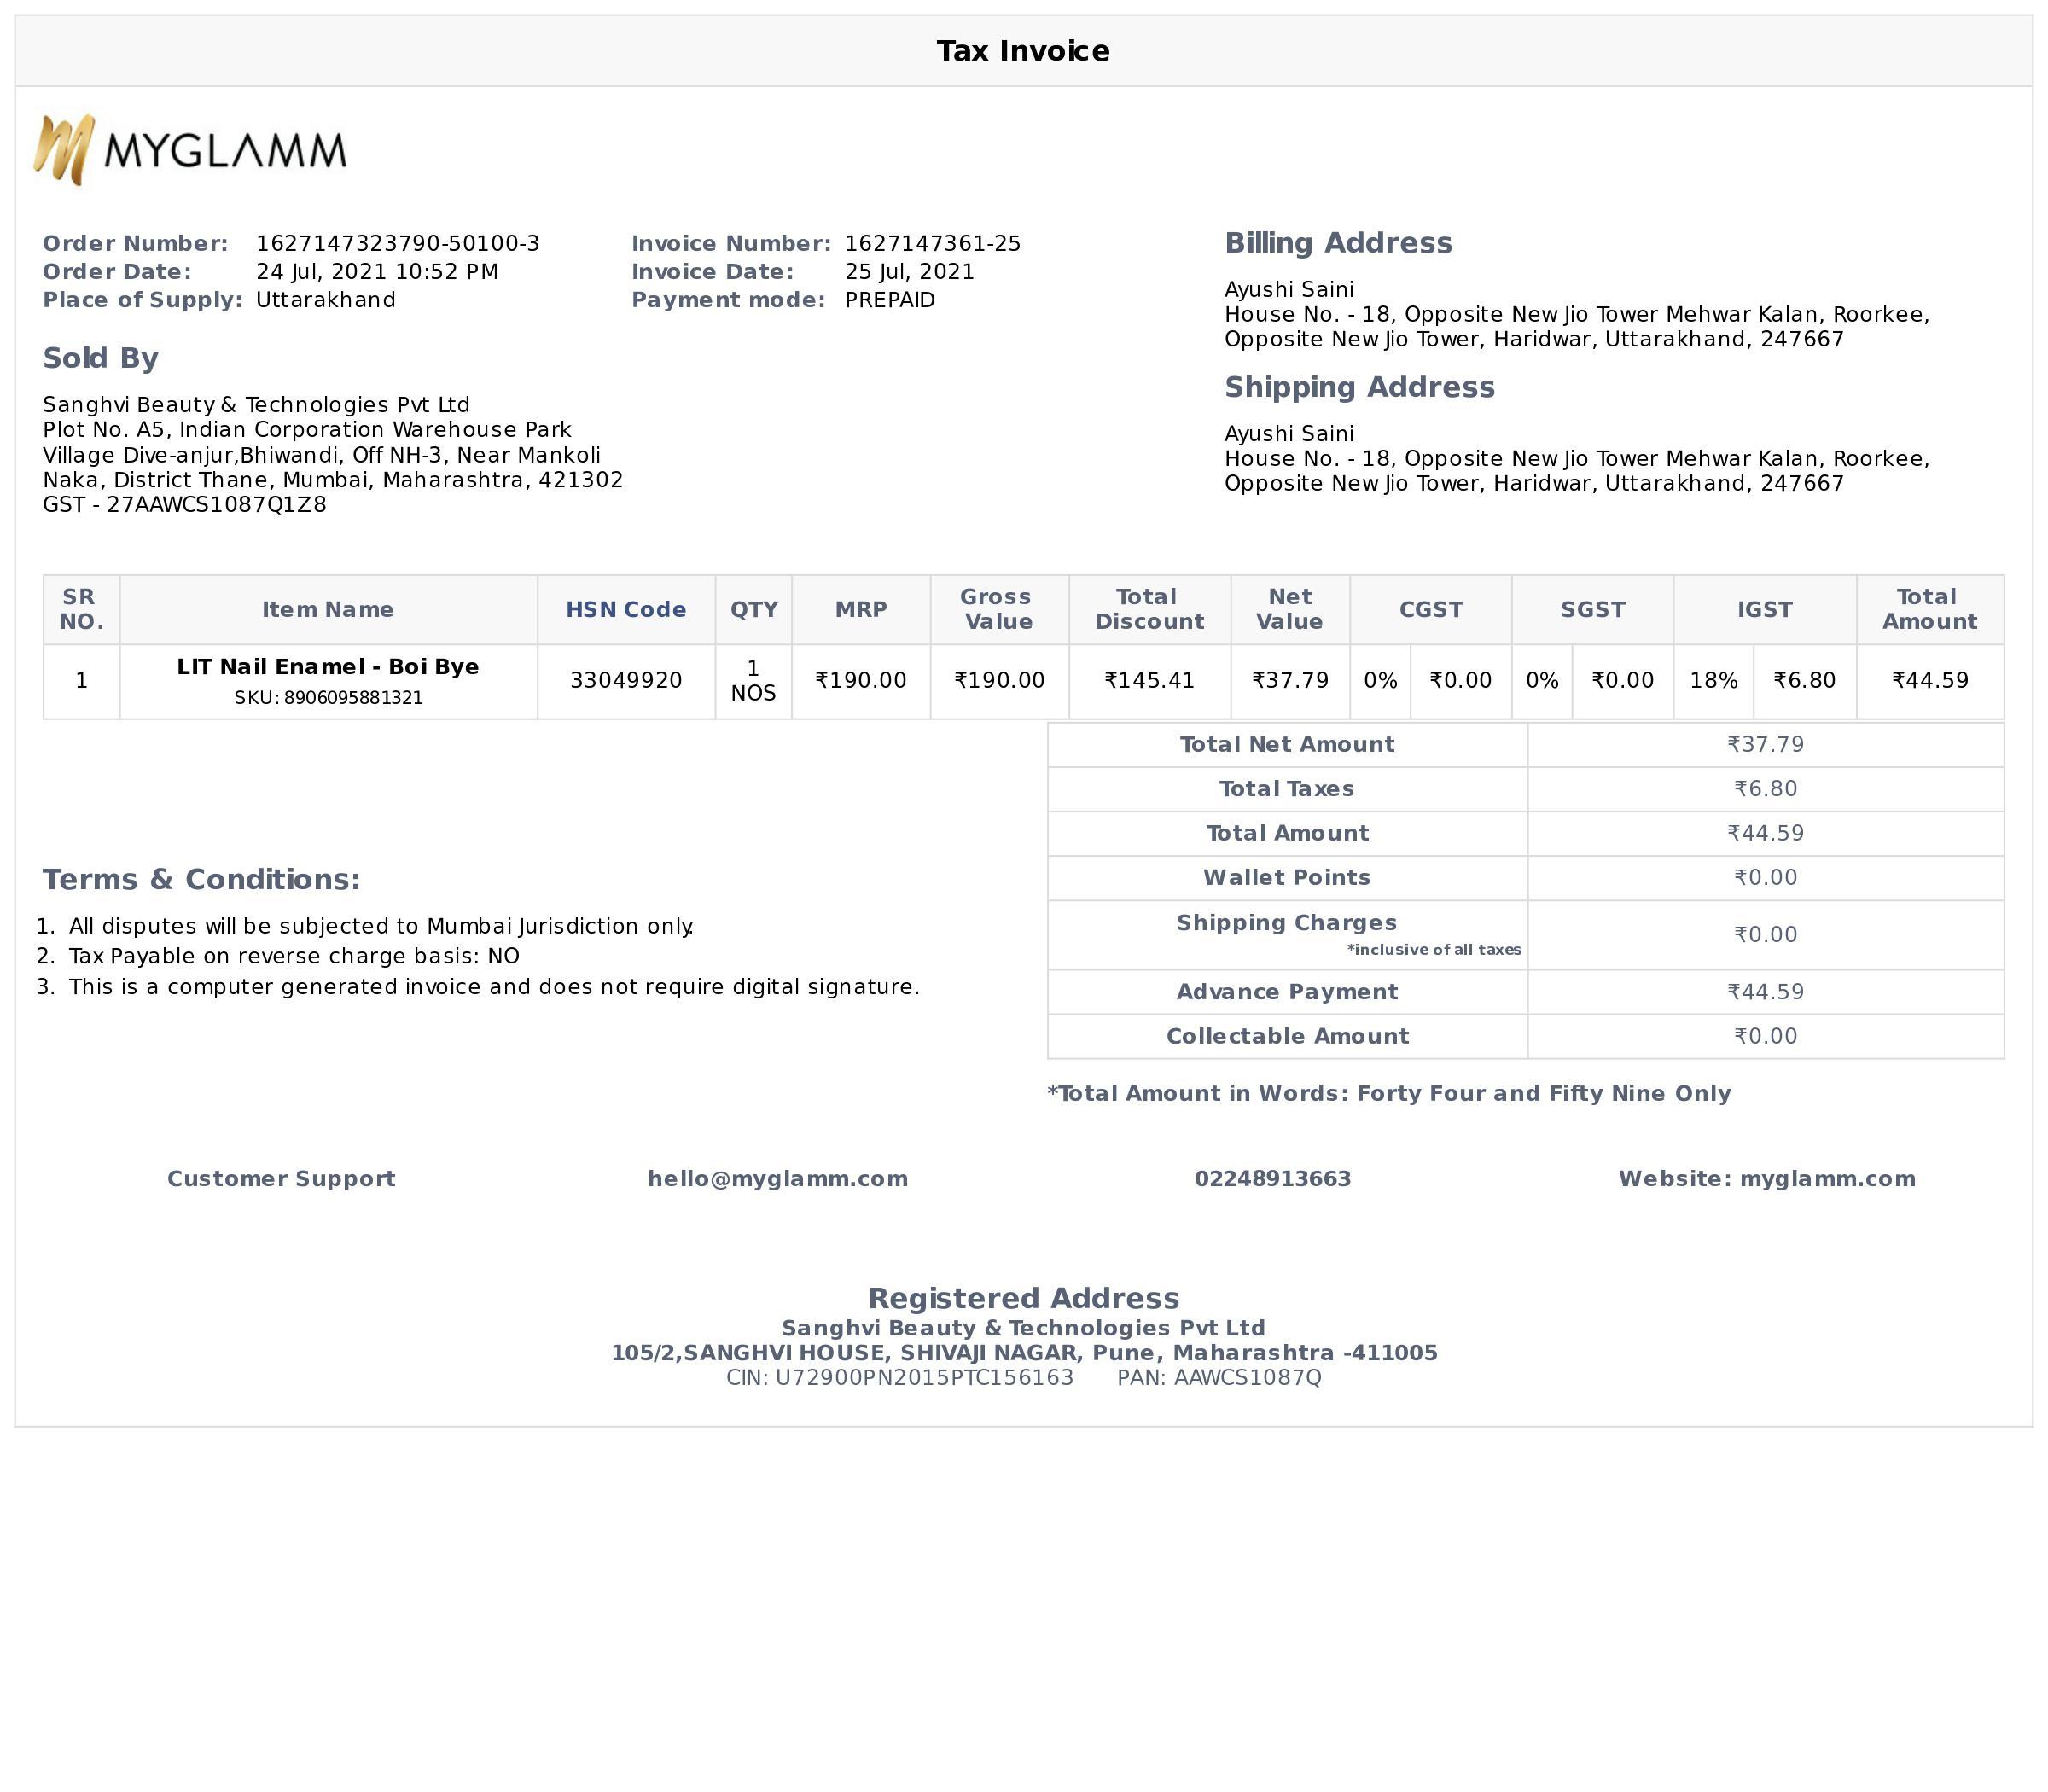 Tax Invoice
MYGLAMM
Order Number: 1627147323790-50100-3
Order Date: 24 Jul, 2021 10:52 PM
Place of Supply: Uttarakhand
Invoice Number: 1627147361-25
Invoice Date: 25 Jul, 2021
Payment mode: PREPAID
Sold By
Sanghvi Beauty & Technologies Pvt Ltd
Plot No. A5, Indian Corporation Warehouse Park
Village Dive-anjur,Bhiwandi, Off NH-3, Near Mankoli
Naka, District Thane, Mumbai, Maharashtra, 421302
GST - 27AAWCS1087Q1Z8
Billing Address
Ayushi Saini
House No. - 18, Opposite New Jio Tower Mehwar Kalan, Roorkee,
Opposite New Jio Tower, Haridwar, Uttarakhand, 247667
Shipping Address
Ayushi Saini
House No. - 18, Opposite New Jio Tower Mehwar Kalan, Roorkee,
Opposite New Jio Tower, Haridwar, Uttarakhand, 247667
SR NO. Item Name HSN Code QTY MRP Gross Value Total Discount Net Value CGST SGST IGST Total Amount
1 LIT Nail Enamel - Boi Bye 33049920 1 NOS ₹190.00 ₹190.00 ₹145.41 ₹37.79 0% ₹0.00 0% ₹0.00 18% ₹6.80 ₹44.59
SKU: 8906095881321
Total Net Amount ₹37.79
Total Taxes ₹6.80
Total Amount ₹44.59
Wallet Points ₹0.00
Shipping Charges ₹0.00
*inclusive of all taxes
Advance Payment ₹44.59
Collectable Amount ₹0.00
*Total Amount in Words: Forty Four and Fifty Nine Only
Terms & Conditions:
1. All disputes will be subjected to Mumbai Jurisdiction only.
2. Tax Payable on reverse charge basis: NO
3. This is a computer generated invoice and does not require digital signature.
Customer Support hello@myglamm.com 02248913663 Website: myglamm.com
Registered Address
Sanghvi Beauty & Technologies Pvt Ltd
105/2,SANGHVI HOUSE, SHIVAJI NAGAR, Pune, Maharashtra -411005
CIN: U72900PN2015PTC156163 PAN: AAWCS1087Q